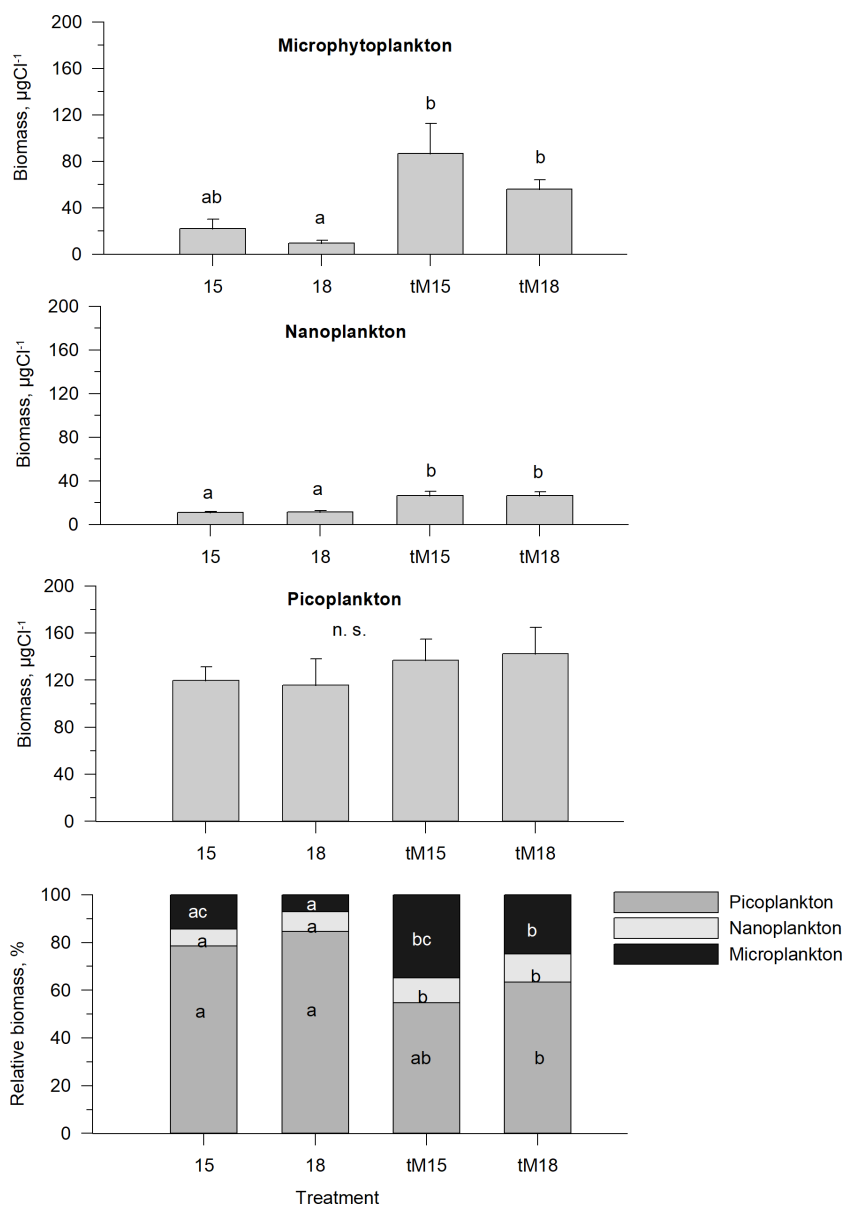 200
Microphytoplankton
160
120
80
40
0
Biomass, µgCl-1
ab
a
b
b
15 18 tM15 tM18
200
Nanoplankton
160
120
80
40
0
Biomass, µgCl-1
a
a
b
b
15 18 tM15 tM18
200
Picoplankton
n. s.
160
120
80
40
0
Biomass, µgCl-1
15 18 tM15 tM18
100
80
60
40
20
0
Relative biomass, %
ac a bc b
a a b b
a a ab b
15 18 tM15 tM18
Treatment
Picoplankton
Nanoplankton
Microplankton